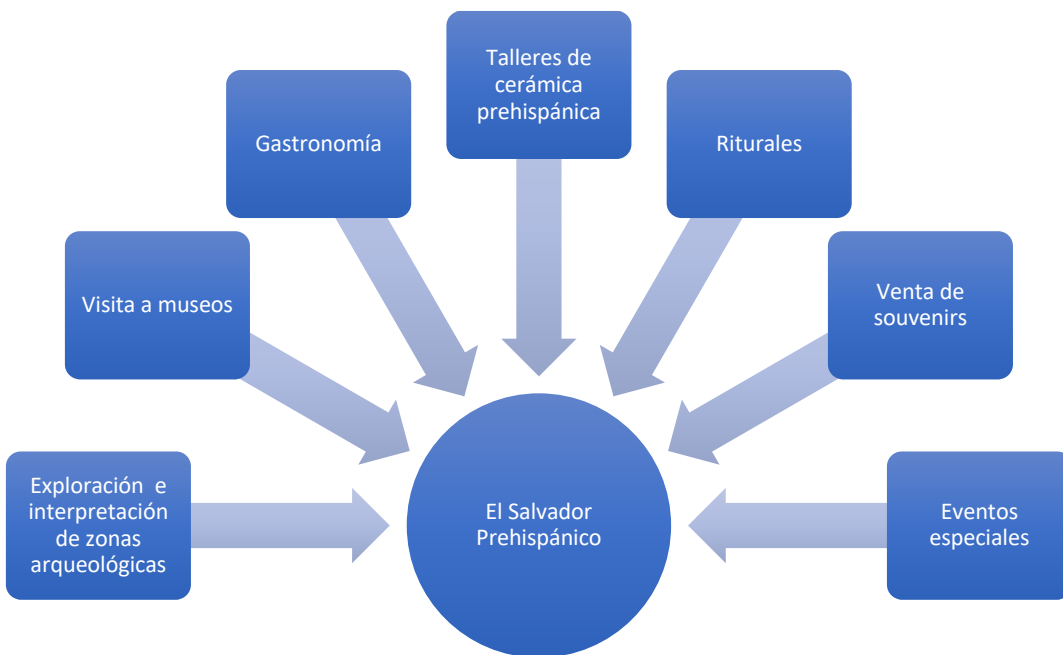 Talleres de
cerámica
prehispánica
Gastronomía
Riturales
Visita a museos
Venta de
souvenirs
Exploración e
interpretación
de zonas
arqueológicas
El Salvador
Prehispánico
Eventos
especiales